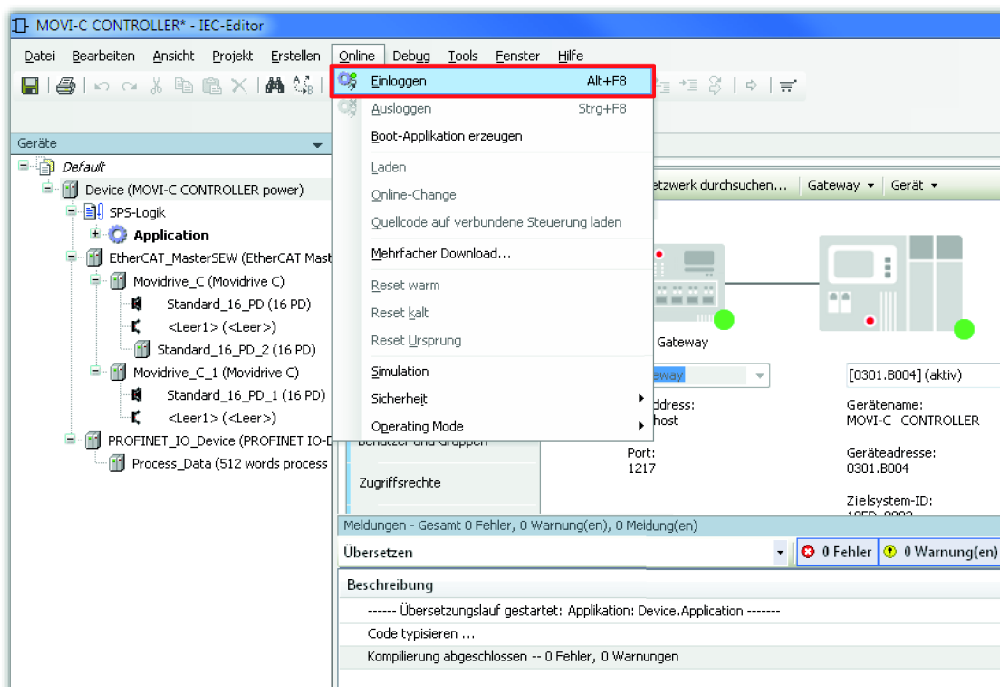 MOVI-C CONTROLLER* - IEC-Editor
Datei Bearbeiten Ansicht Projekt Erstellen Online Debug Tools Fenster Hilfe
Einloggen Alt+F8
Ausloggen Strg+F8
Boot-Applikation erzeugen
Laden
Online-Change
Quellcode auf verbundene Steuerung laden
Mehrfacher Download...
Reset warm
Reset kalt
Reset Ursprung
Simulation
Sicherheit
Operating Mode
Geräte
Default
Device (MOVI-C CONTROLLER power)
SPS-Logik
Application
EtherCAT_MasterSEW (EtherCAT Mast
Movidrive_C (Movidrive C)
Standard_16_PD (16 PD)
<Leer1> (<Leer>)
Standard_16_PD_2 (16 PD)
Movidrive_C_1 (Movidrive C)
Standard_16_PD_1 (16 PD)
<Leer1> (<Leer>)
PROFINET_IO_Device (PROFINET IO-D
Process_Data (512 words process
etzwerk durchsuchen... Gateway Gerät
Gateway
eway
ddress:
host
Port:
1217
[0301.B004] (aktiv)
Gerätename:
MOVI-C CONTROLLER
Geräteadresse:
0301.B004
Zielsystem-ID:
Benutzer und Gruppen
Zugriffsrechte
Meldungen - Gesamt 0 Fehler, 0 Warnung(en), 0 Meldung(en)
Übersetzen 0 Fehler 0 Warnung(en)
Beschreibung
------ Übersetzungslauf gestartet: Applikation: Device.Application -------
Code typisieren ...
Kompilierung abgeschlossen -- 0 Fehler, 0 Warnungen